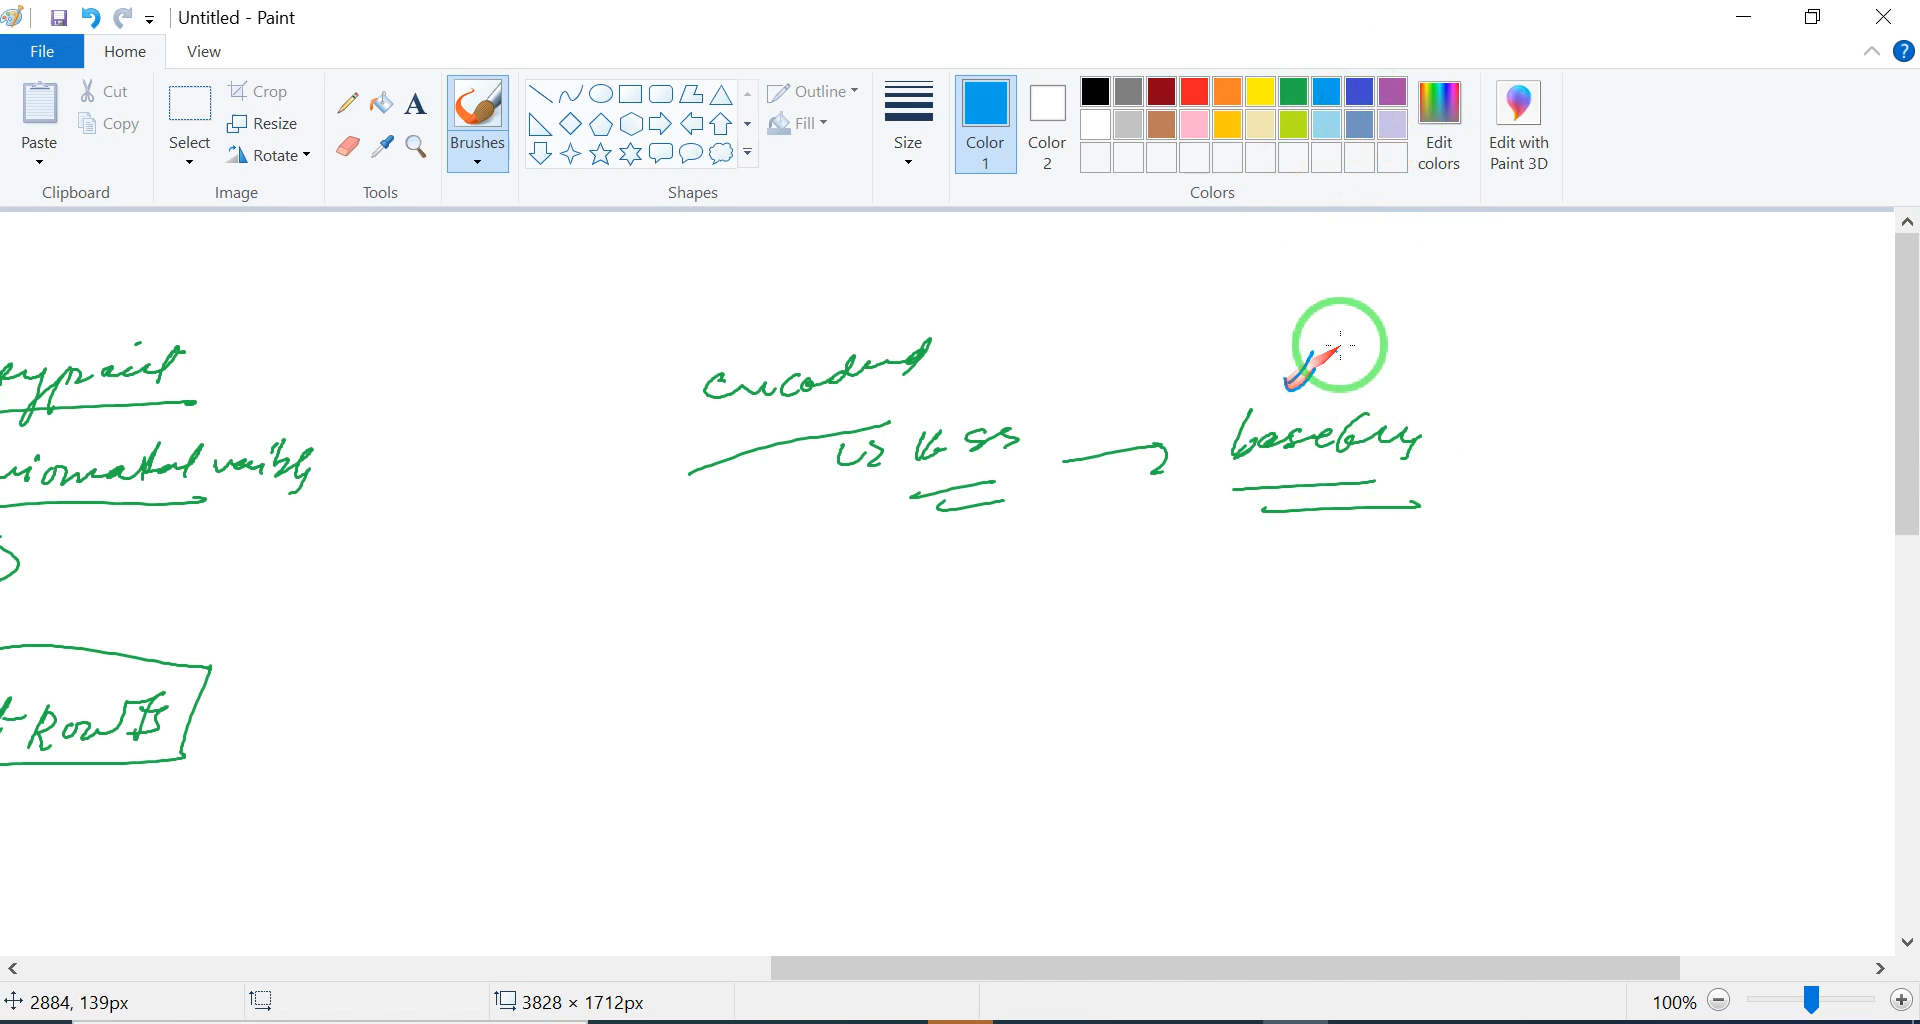 Untitled - Paint
File Home View
Paste
Cut
Copy
Clipboard
Select
Crop
Resize
Rotate
Image
Tools
Brushes
Shapes
Outline
Fill
Size
Color 1
Color 2
Colors
Edit colors
Edit with Paint 3D
encoded
base64
2884, 139px
3828 × 1712px
100%